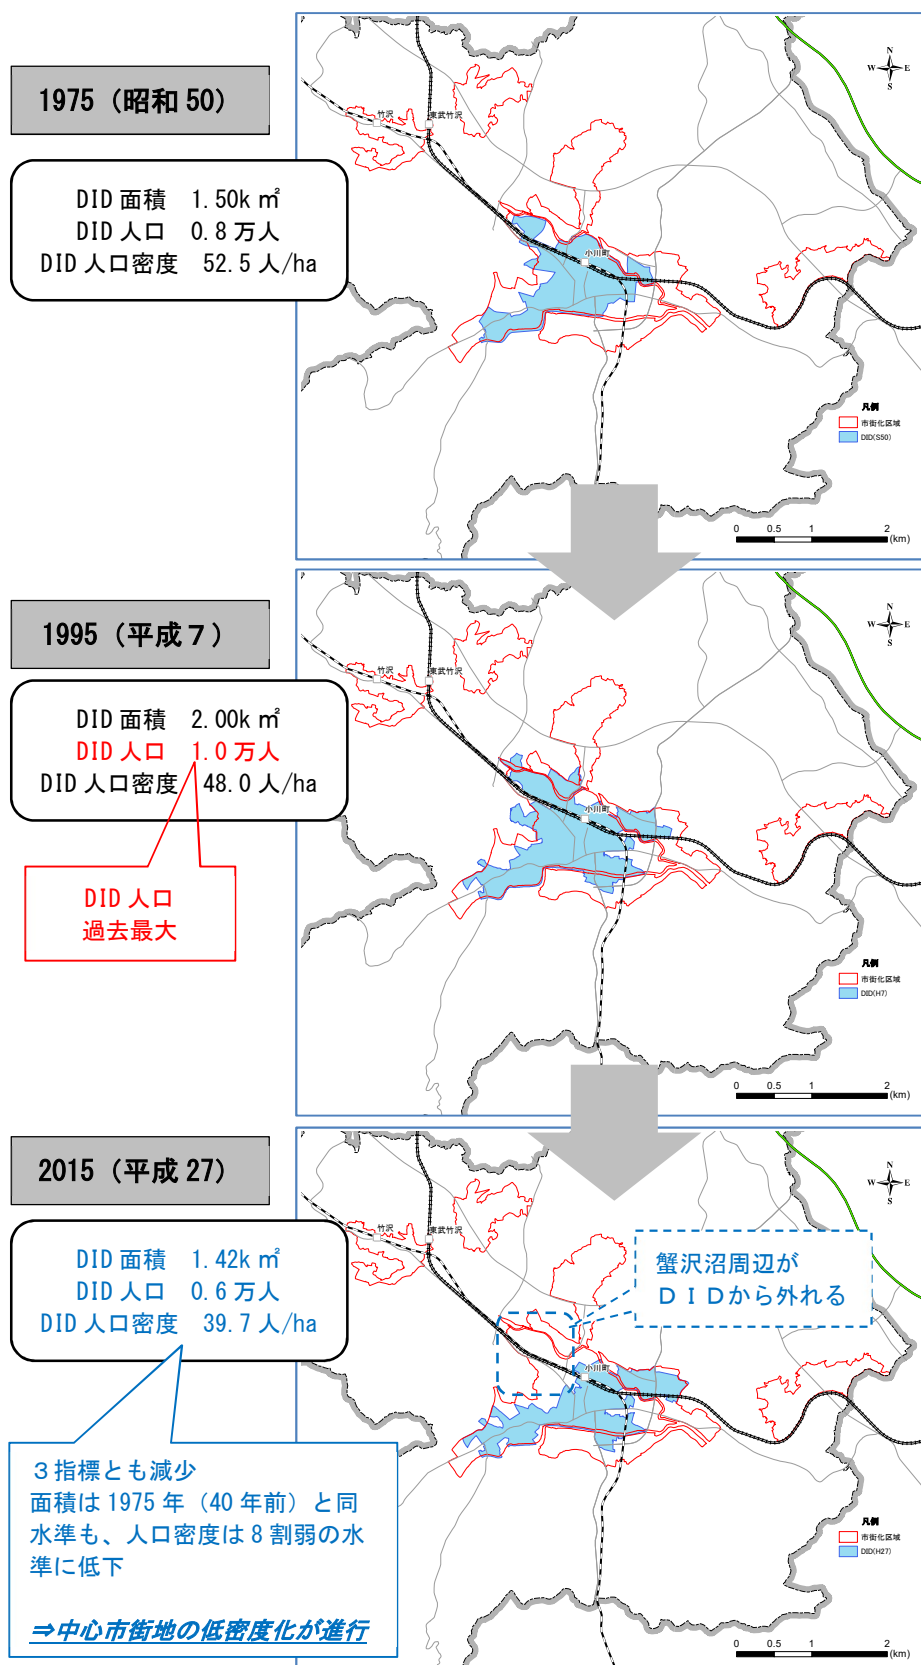 1975（昭和 50）
DID 面積　1.50k ㎡
DID 人口　0.8 万人
DID 人口密度　52.5 人/ha
N
W E
S
竹沢
東武竹沢
小川町
凡例
市街化区域
DID(S50)
0 0.5 1 2
(km)
1995（平成７）
DID 面積　2.00k ㎡
DID 人口　1.0 万人
DID 人口密度　48.0 人/ha
DID 人口
過去最大
N
W E
S
竹沢
東武竹沢
小川町
凡例
市街化区域
DID(H7)
0 0.5 1 2
(km)
2015（平成 27）
DID 面積　1.42k ㎡
DID 人口　0.6 万人
DID 人口密度　39.7 人/ha
３指標とも減少
面積は 1975 年（40 年前）と同
水準も、人口密度は 8 割弱の水
準に低下
⇒中心市街地の低密度化が進行
N
W E
S
竹沢
東武竹沢
蟹沢沼周辺が
ＤＩＤから外れる
小川町
凡例
市街化区域
DID(H27)
0 0.5 1 2
(km)